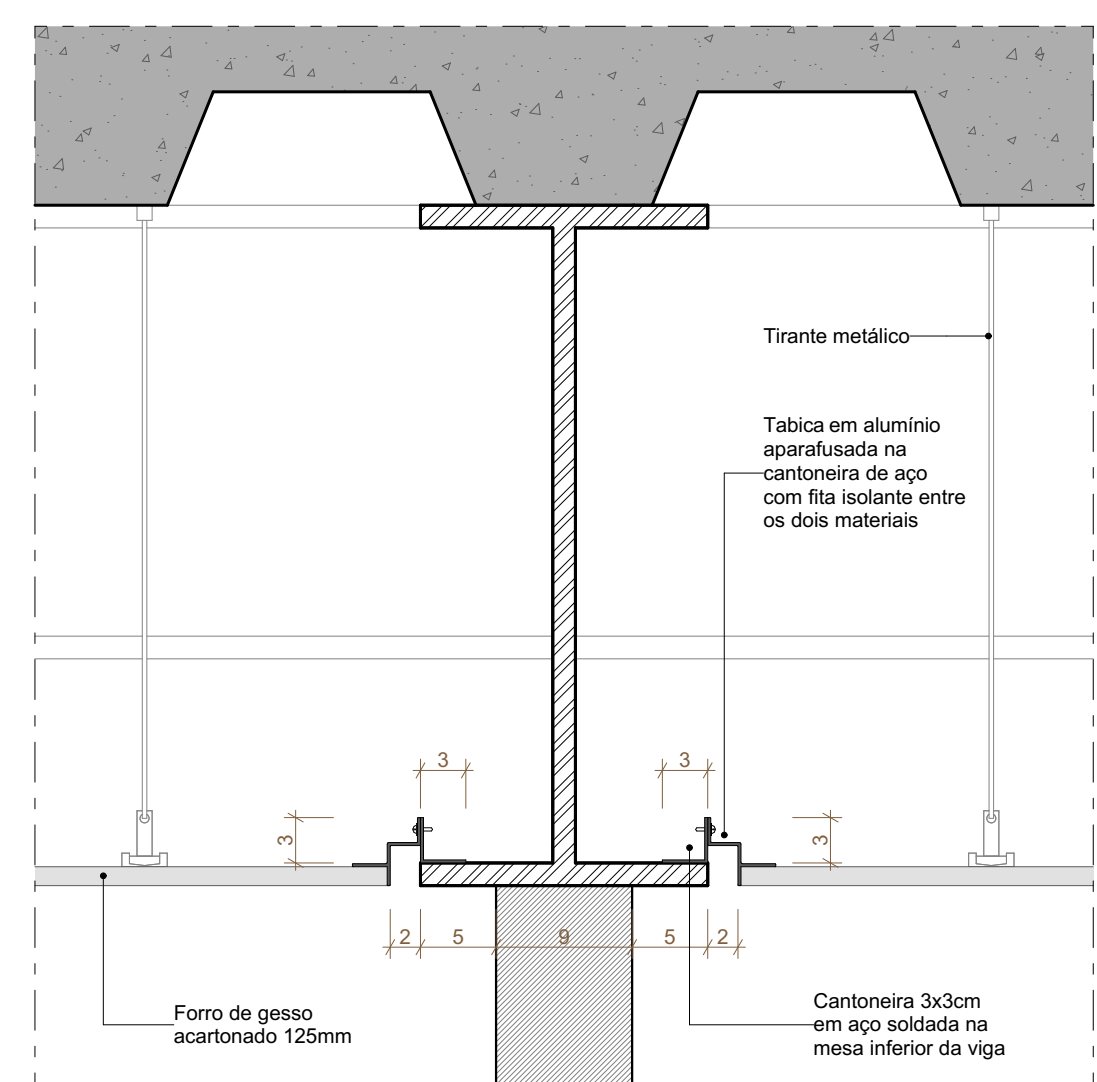 Tirante metálico
Tabica em alumínio
aparafusada na
cantoneira de aço
com fita isolante entre
os dois materiais
3
3
3
3
2
5
9
5
2
Forro de gesso
acartonado 125mm
Cantoneira 3x3cm
em aço soldada na
mesa inferior da viga